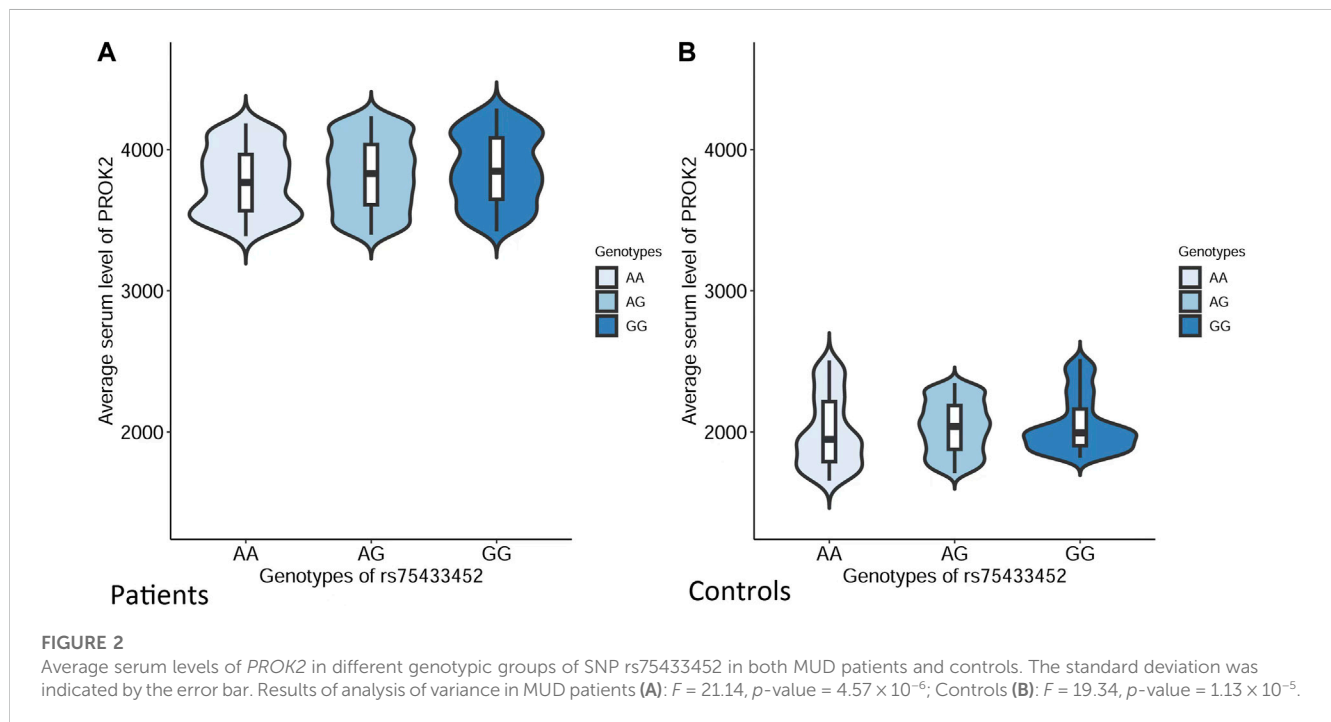 A
Average serum level of PROK2
4000
3000
2000
AA
AG
GG
Genotypes of rs75433452
Patients
Genotypes
AA
AG
GG
B
Average serum level of PROK2
4000
3000
2000
AA
AG
GG
Genotypes of rs75433452
Controls
Genotypes
AA
AG
GG
FIGURE 2
Average serum levels of PROK2 in different genotypic groups of SNP rs75433452 in both MUD patients and controls. The standard deviation was
indicated by the error bar. Results of analysis of variance in MUD patients (A): F = 21.14, p-value = 4.57 × 10⁻⁶; Controls (B): F = 19.34, p-value = 1.13 × 10⁻⁵.